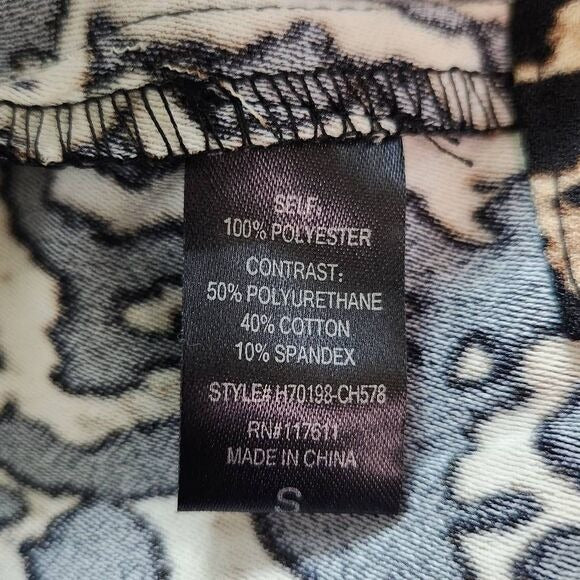 SELF:
100% POLYESTER
CONTRAST:
50% POLYURETHANE
40% COTTON
10% SPANDEX
STYLE# H70198-CH578
RN#117611
MADE IN CHINA
S